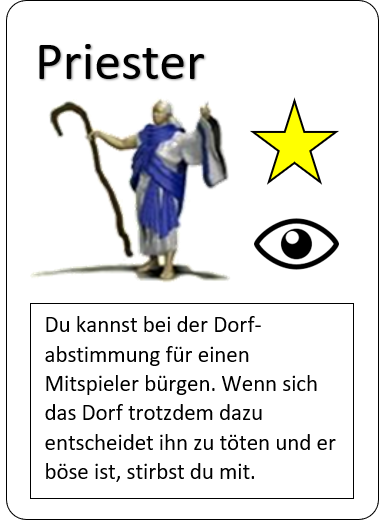 Priester
Du kannst bei der Dorf-
abstimmung für einen
Mitspieler bürgen. Wenn sich
das Dorf trotzdem dazu
entscheidet ihn zu töten und er
böse ist, stirbst du mit.